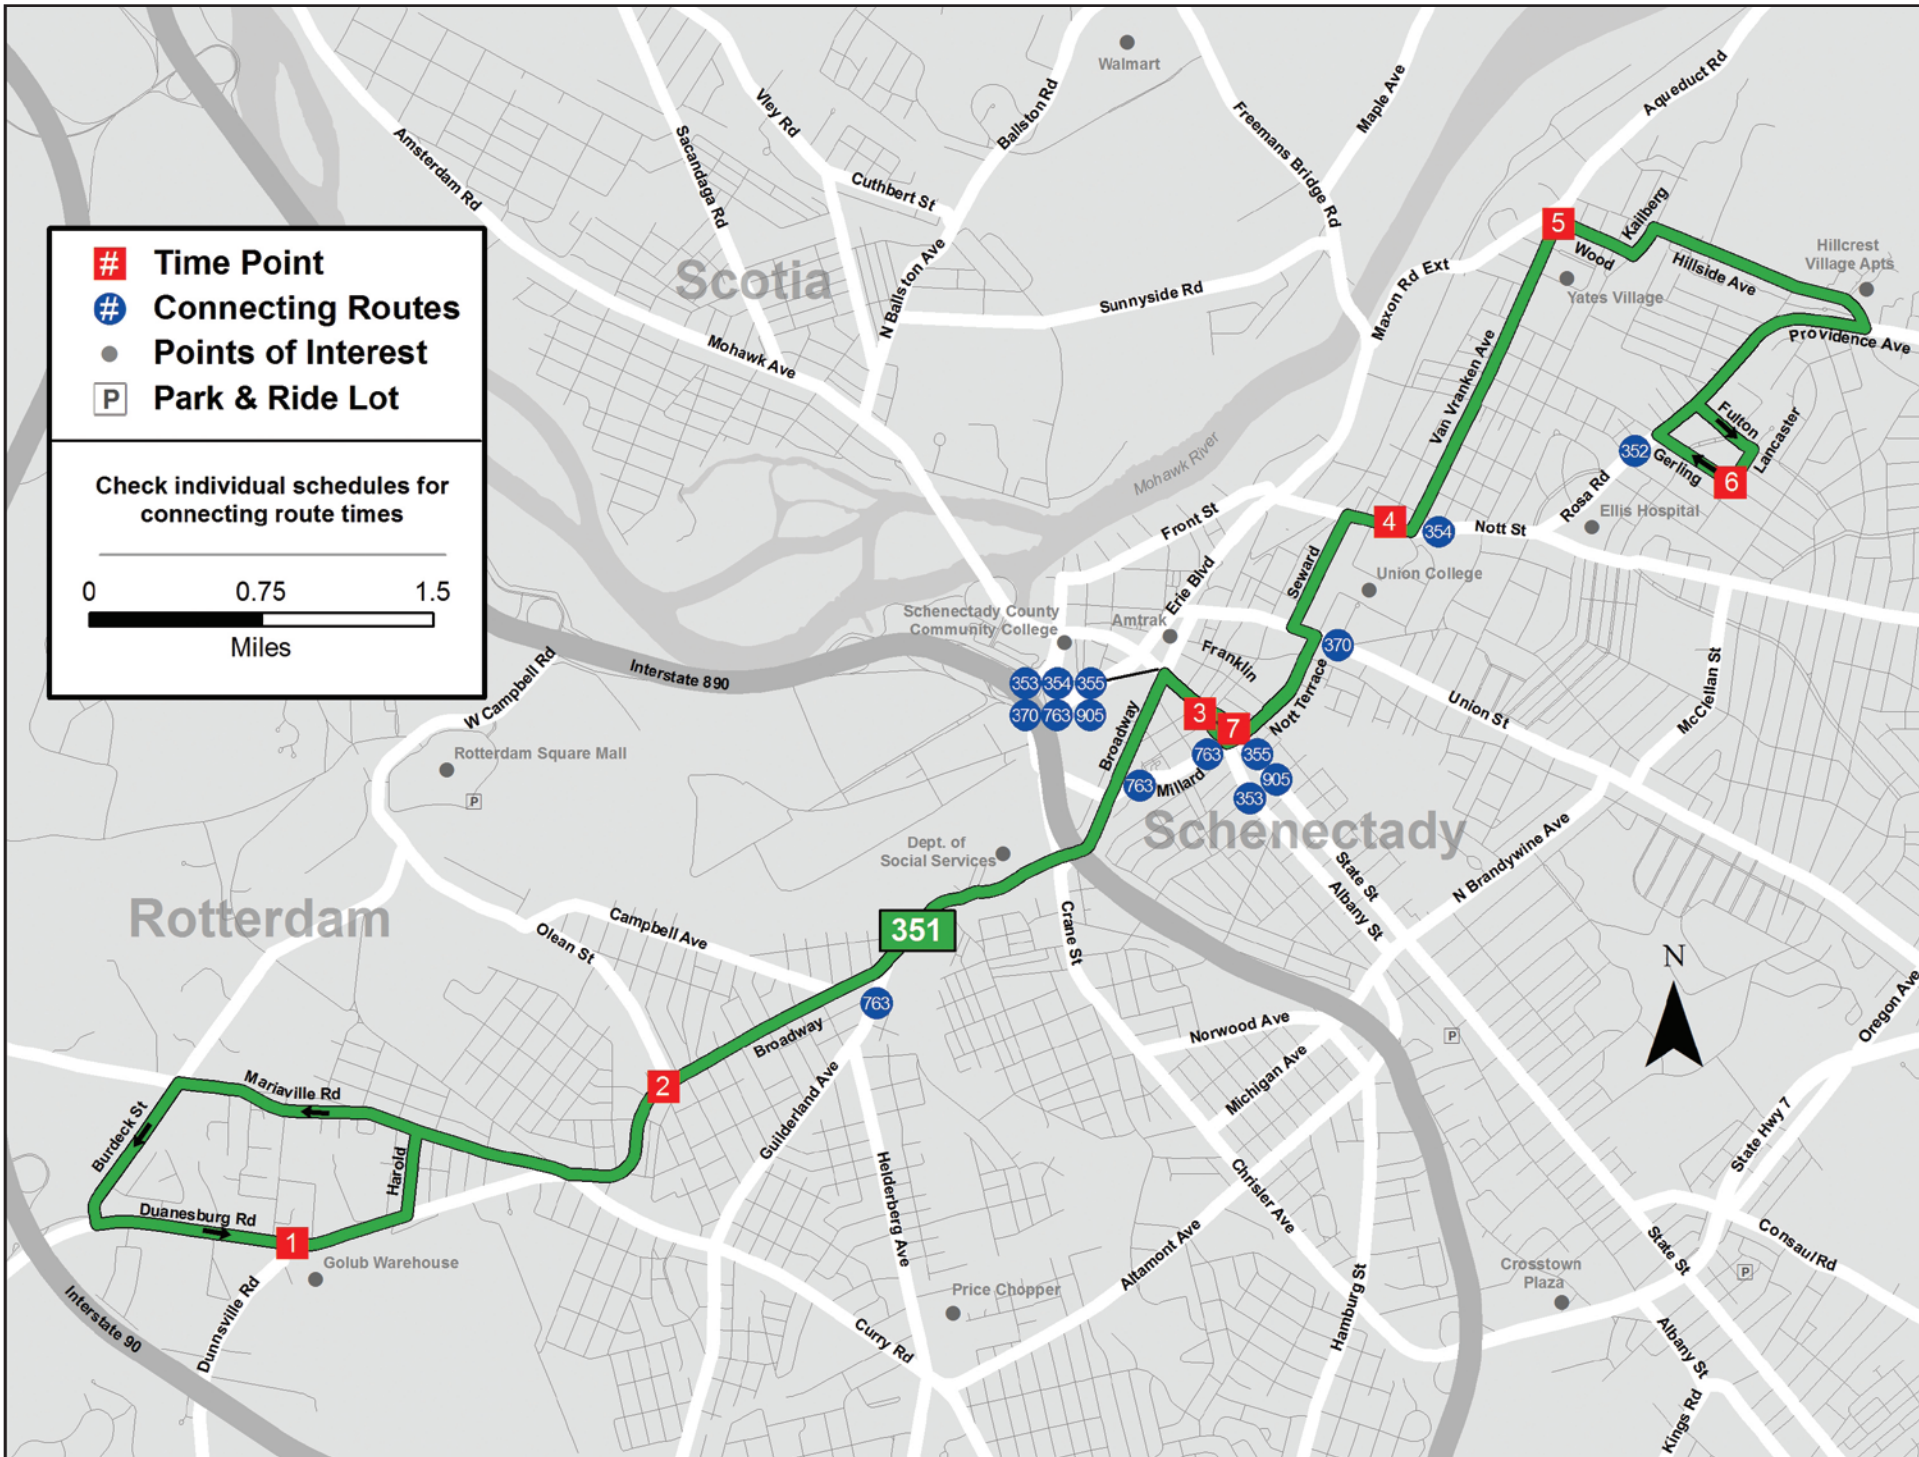 Walmart
Vley Rd
Ballston Rd
Maple Ave
Aqueduct Rd
Amsterdam Rd
Sacandaga Rd
Cuthbert St
Freemans Bridge Rd
#
Time Point
#
Connecting Routes
Points of Interest
P
Park & Ride Lot
Check individual schedules for
connecting route times
0
0.75
1.5
Miles
Scotia
N Ballston Ave
Sunnyside Rd
Maxon Rd Ext
5
Wood
Kailberg
Hillside Ave
Hillcrest
Village Apts
Yates Village
Providence Ave
Mohawk Ave
Van Vranken Ave
Fulton
Lancaster
352
Gerling
6
Rosa Rd
Ellis Hospital
Mohawk River
Front St
4
354
Nott St
Seward
Union College
Erie Blvd
Schenectady County
Community College
Amtrak
Franklin
370
Nott Terrace
Union St
McClellan St
Interstate 890
353
354
355
370
763
905
W Campbell Rd
Rotterdam Square Mall
P
Broadway
3
7
763
355
905
353
763
Millard
Schenectady
Dept. of
Social Services
State St
Albany St
N Brandywine Ave
Rotterdam
351
Campbell Ave
Olean St
Crane St
N
763
Broadway
Norwood Ave
P
Oregon Ave
2
Michigan Ave
Mariaville Rd
Burdeck St
Harold
Guilderland Ave
Helderberg Ave
Chrisler Ave
State Hwy 7
Duanesburg Rd
1
Golub Warehouse
Altamont Ave
State St
Consaul Rd
P
Crosstown
Plaza
Price Chopper
Hamburg St
Dunnsville Rd
Interstate 90
Curry Rd
Albany St
Kings Rd